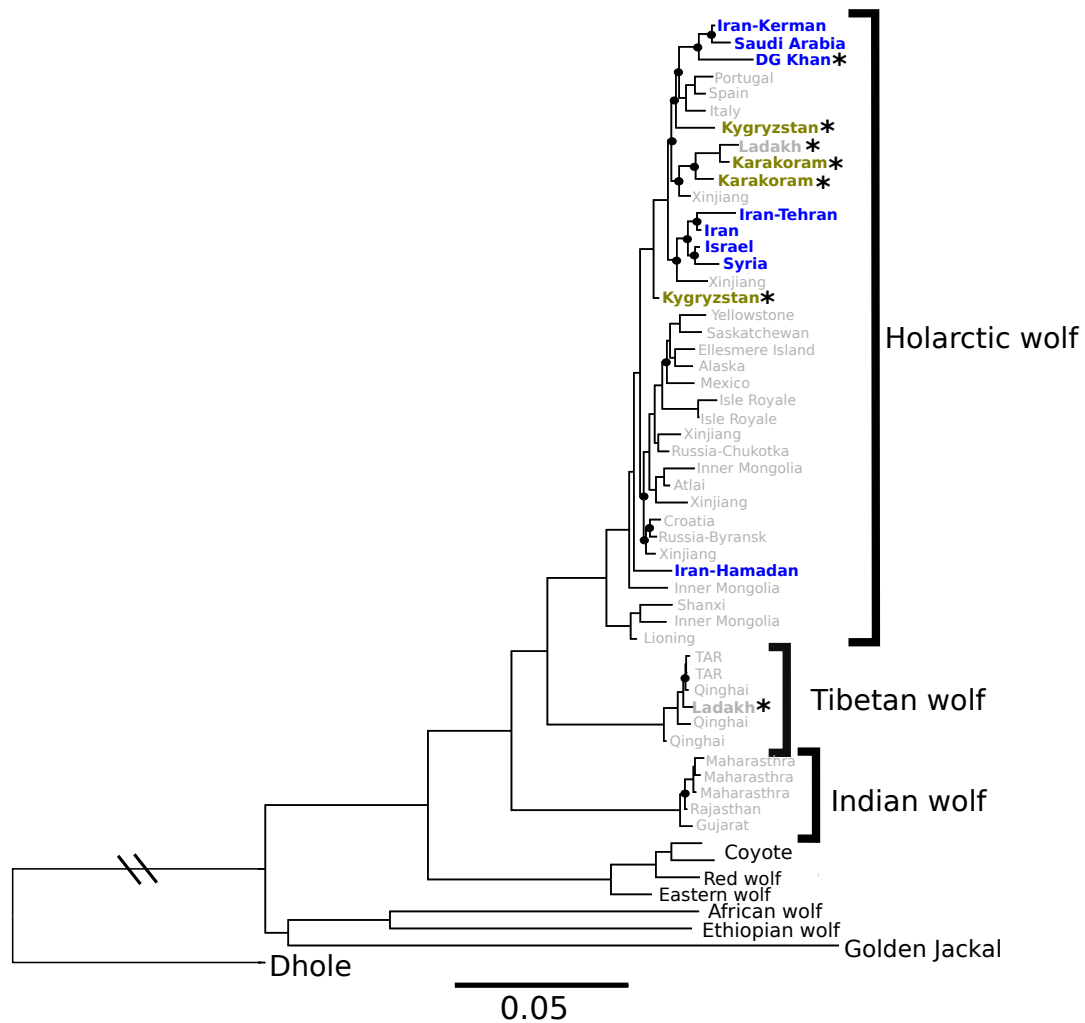 Iran-Kerman
Saudi Arabia
DG Khan*
Portugal
Spain
Italy
Kygryzstan*
Ladakh *
Karakoram*
Karakoram*
Xinjiang
Iran-Tehran
Iran
Israel
Syria
Xinjiang
Kygryzstan*
Yellowstone
Saskatchewan
Holarctic wolf
Ellesmere Island
Alaska
Mexico
Isle Royale
Isle Royale
Xinjiang
Russia-Chukotka
Inner Mongolia
Atlai
Xinjiang
Croatia
Russia-Byransk
Xinjiang
Iran-Hamadan
Inner Mongolia
Shanxi
Inner Mongolia
Lioning
TAR
TAR
Qinghai
Tibetan wolf
Ladakh*
Qinghai
Qinghai
Maharasthra
Maharasthra
Maharasthra
Indian wolf
Rajasthan
Gujarat
Coyote
Red wolf
Eastern wolf
African wolf
Ethiopian wolf
Golden Jackal
Dhole
0.05